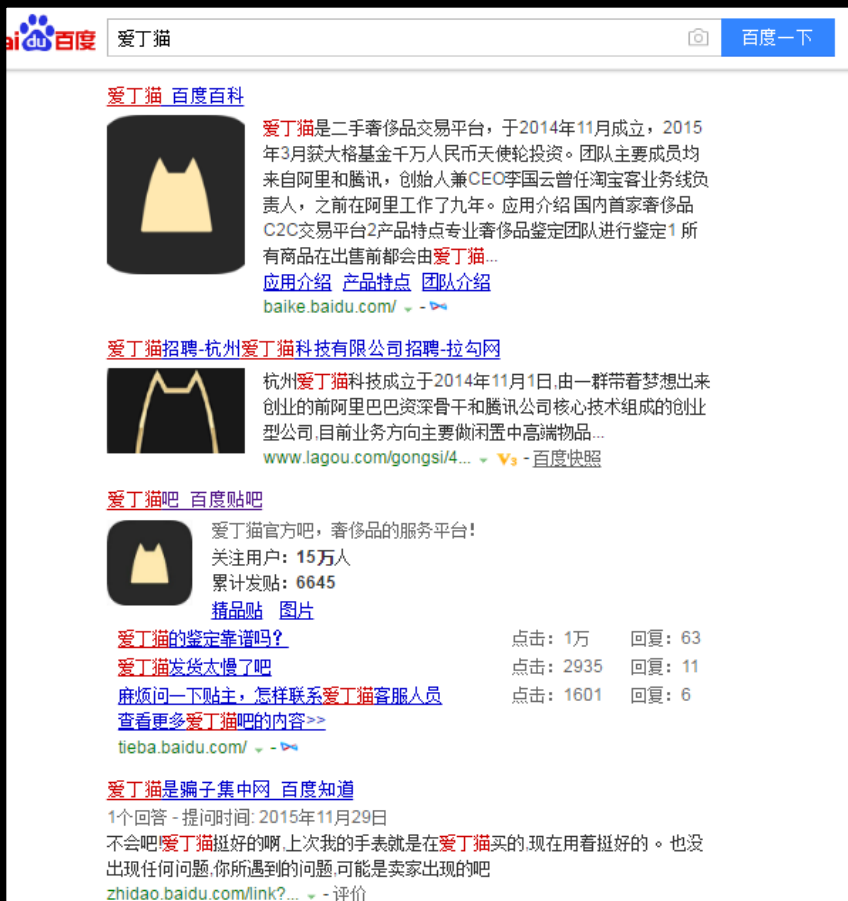 ai du 百度 爱丁猫 百度一下
爱丁猫_百度百科
爱丁猫是二手奢侈品交易平台，于2014年11月成立，2015
年3月获大格基金千万人民币天使轮投资。团队主要成员均
来自阿里和腾讯，创始人兼CEO李国云曾任淘宝客业务线负
责人，之前在阿里工作了九年。应用介绍 国内首家奢侈品
C2C交易平台2产品特点专业奢侈品鉴定团队进行鉴定1 所
有商品在出售前都会由爱丁猫...
应用介绍 产品特点 团队介绍
baike.baidu.com/ -
爱丁猫招聘-杭州爱丁猫科技有限公司招聘-拉勾网
杭州爱丁猫科技成立于2014年11月1日,由一群带着梦想出来
创业的前阿里巴巴资深骨干和腾讯公司核心技术组成的创业
型公司,目前业务方向主要做闲置中高端物品...
www.lagou.com/gongsi/4... V3 - 百度快照
爱丁猫吧_百度贴吧
爱丁猫官方吧，奢侈品的服务平台！
关注用户：15万人
累计发贴：6645
精品贴 图片
爱丁猫的鉴定靠谱吗？ 点击：1万 回复：63
爱丁猫发货太慢了吧 点击：2935 回复：11
麻烦问一下贴主，怎样联系爱丁猫客服人员 点击：1601 回复：6
查看更多爱丁猫吧的内容>>
tieba.baidu.com/ -
爱丁猫是骗子集中网_百度知道
1个回答 - 提问时间: 2015年11月29日
不会吧!爱丁猫挺好的啊,上次我的手表就是在爱丁猫买的,现在用着挺好的。也没
出现任何问题,你所遇到的问题,可能是卖家出现的吧
zhidao.baidu.com/link?... - 评价